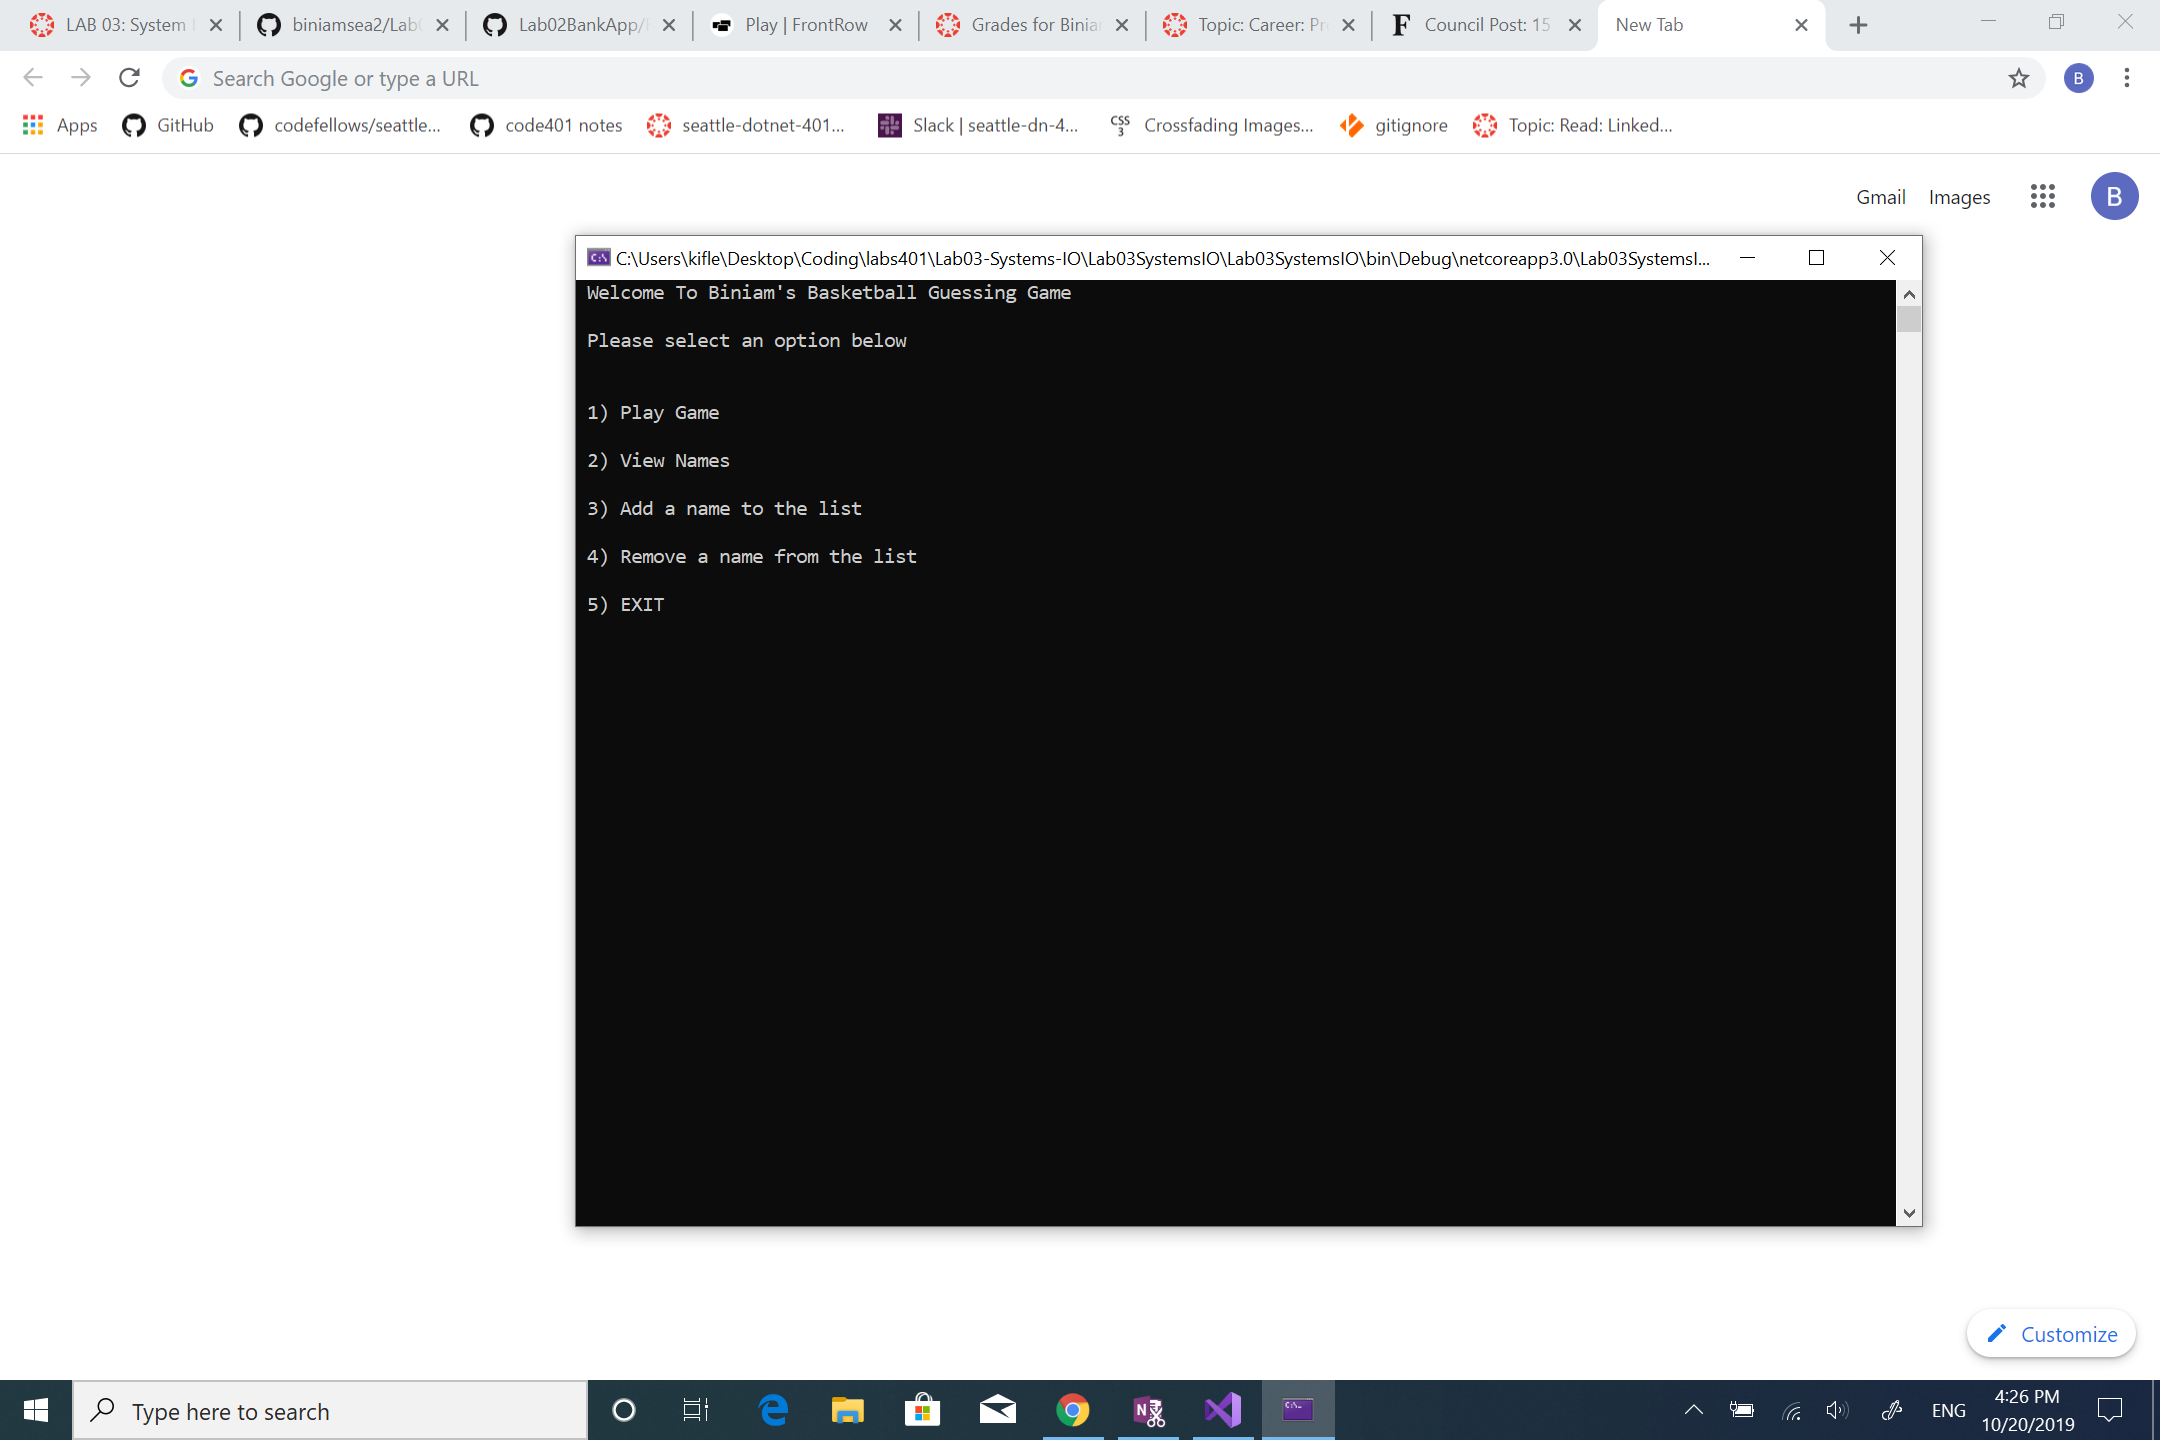 LAB 03: System
biniamsea2/Lab
Lab02BankApp/
Play | FrontRow
Grades for Binia
Topic: Career: Pr
F Council Post: 15
New Tab
Search Google or type a URL
B
Apps
GitHub
codefellows/seattle...
code401 notes
seattle-dotnet-401...
Slack | seattle-dn-4...
CSS 3
Crossfading Images...
gitignore
Topic: Read: Linked...
Gmail Images B
C:\Users\kifle\Desktop\Coding\labs401\Lab03-Systems-IO\Lab03SystemsIO\Lab03SystemsIO\bin\Debug\netcoreapp3.0\Lab03SystemsI...
Welcome To Biniam's Basketball Guessing Game
Please select an option below
1) Play Game
2) View Names
3) Add a name to the list
4) Remove a name from the list
5) EXIT
Customize
Type here to search
ENG
4:26 PM
10/20/2019